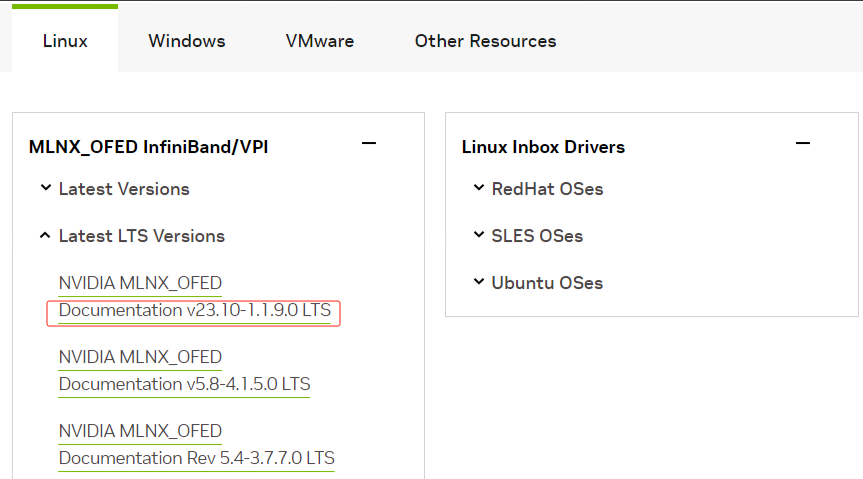 Linux
Windows
VMware
Other Resources
MLNX_OFED InfiniBand/VPI
Latest Versions
Latest LTS Versions
NVIDIA MLNX_OFED
Documentation v23.10-1.1.9.0 LTS
NVIDIA MLNX_OFED
Documentation v5.8-4.1.5.0 LTS
NVIDIA MLNX_OFED
Documentation Rev 5.4-3.7.7.0 LTS
Linux Inbox Drivers
RedHat OSes
SLES OSes
Ubuntu OSes